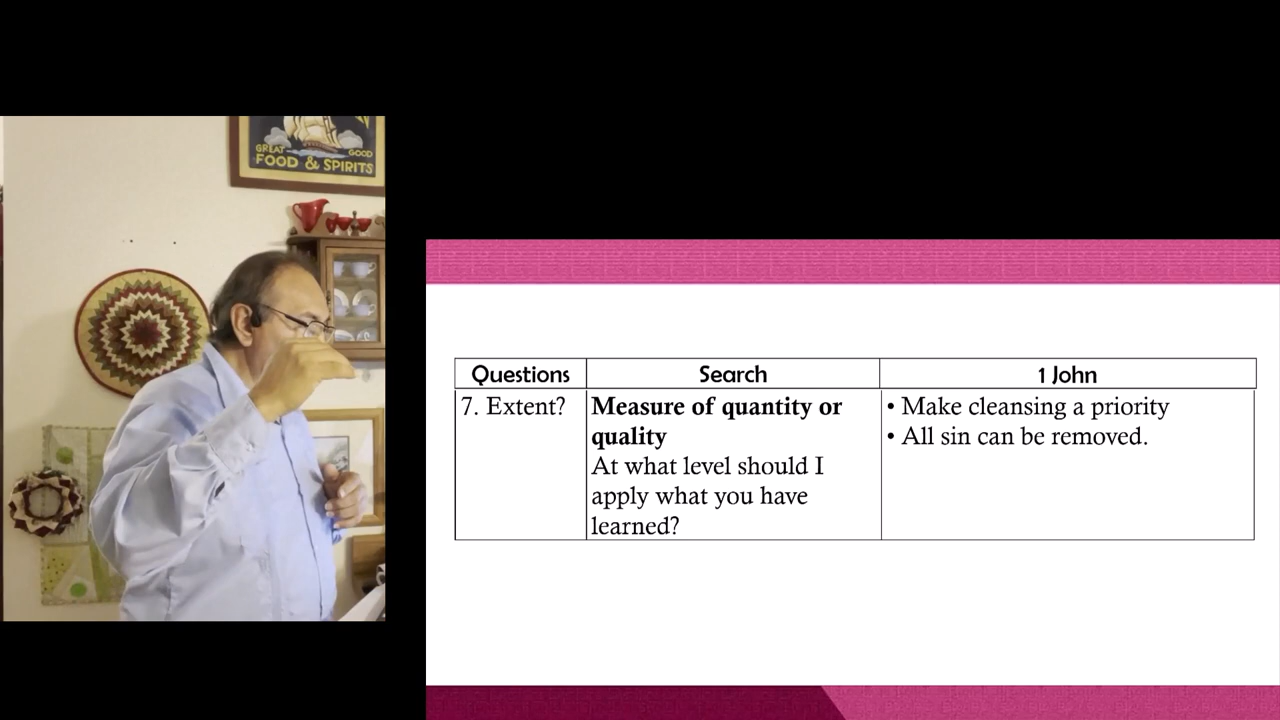 GREAT GOOD
FOOD & SPIRITS
Questions Search 1 John
7. Extent? Measure of quantity or • Make cleansing a priority
quality • All sin can be removed.
At what level should I
apply what you have
learned?